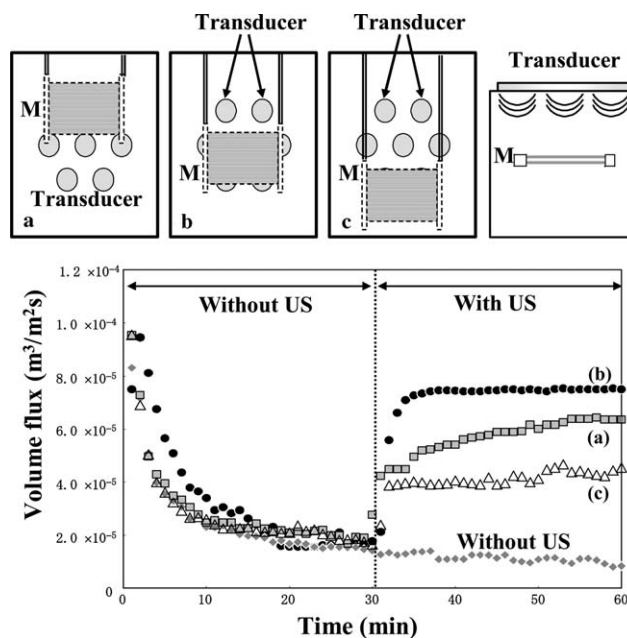 Transducer
Transducer
Transducer
M
Transducer
a
M
b
M
c
M
1.2 ×10⁻⁴
1.0 ×10⁻⁴
8.0 ×10⁻⁵
6.0 ×10⁻⁵
4.0 ×10⁻⁵
2.0 ×10⁻⁵
0
Volume flux (m³/m²s)
Without US
With US
(b)
(a)
(c)
Without US
0 10 20 30 40 50 60
Time (min)